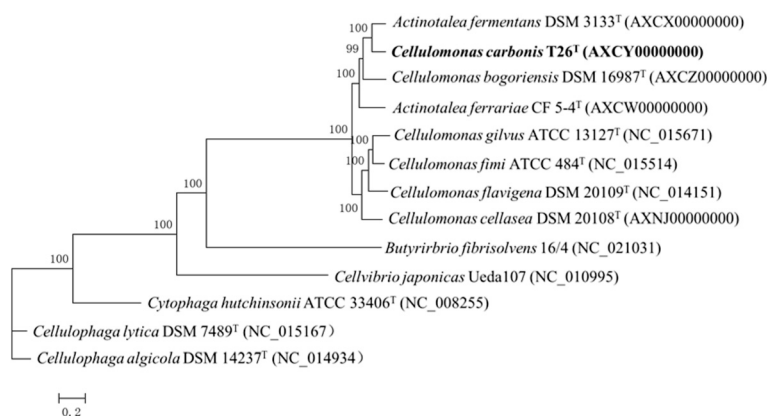 100
Actinotalea fermentans DSM 3133ᵀ (AXCX00000000)
99
Cellulomonas carbonis T26ᵀ (AXCY00000000)
100
Cellulomonas bogoriensis DSM 16987ᵀ (AXCZ00000000)
Actinotalea ferrariae CF 5-4ᵀ (AXCW00000000)
100
100
Cellulomonas gilvus ATCC 13127ᵀ (NC_015671)
100
Cellulomonas fimi ATCC 484ᵀ (NC_015514)
100
Cellulomonas flavigena DSM 20109ᵀ (NC_014151)
100
Cellulomonas cellasea DSM 20108ᵀ (AXNJ00000000)
100
Butyrirbrio fibrisolvens 16/4 (NC_021031)
100
Cellvibrio japonicas Ueda107 (NC_010995)
Cytophaga hutchinsonii ATCC 33406ᵀ (NC_008255)
Cellulophaga lytica DSM 7489ᵀ (NC_015167）
Cellulophaga algicola DSM 14237ᵀ (NC_014934）
0.2